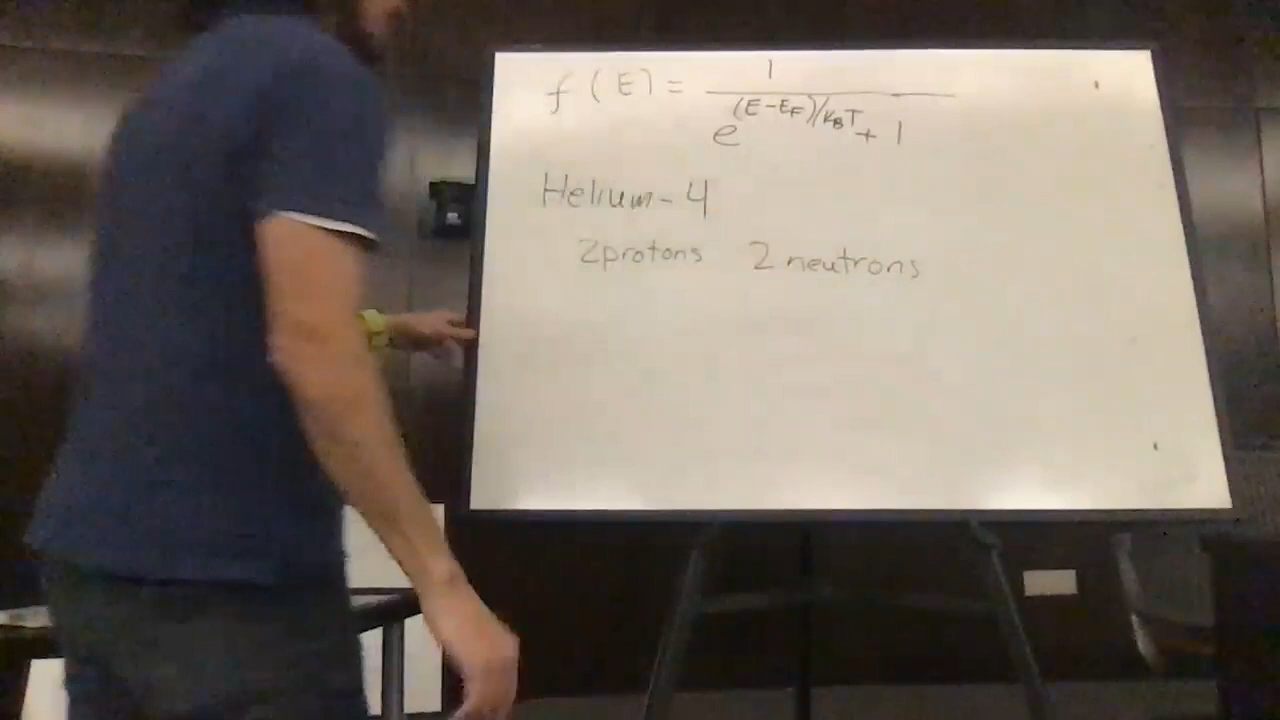 f(E) = 1
e^(E-E_F)/k_BT + 1
Helium-4
2protons 2 neutrons